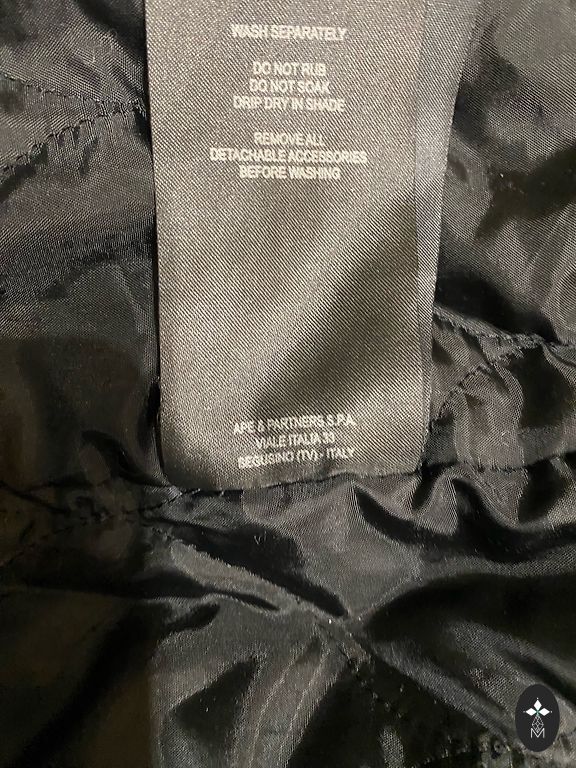 WASH SEPARATELY
DO NOT RUB
DO NOT SOAK
DRIP DRY IN SHADE
REMOVE ALL
DETACHABLE ACCESSORIES
BEFORE WASHING
APE & PARTNERS S.P.A.
VIALE ITALIA 33
SEGUSINO (TV) - ITALY
M